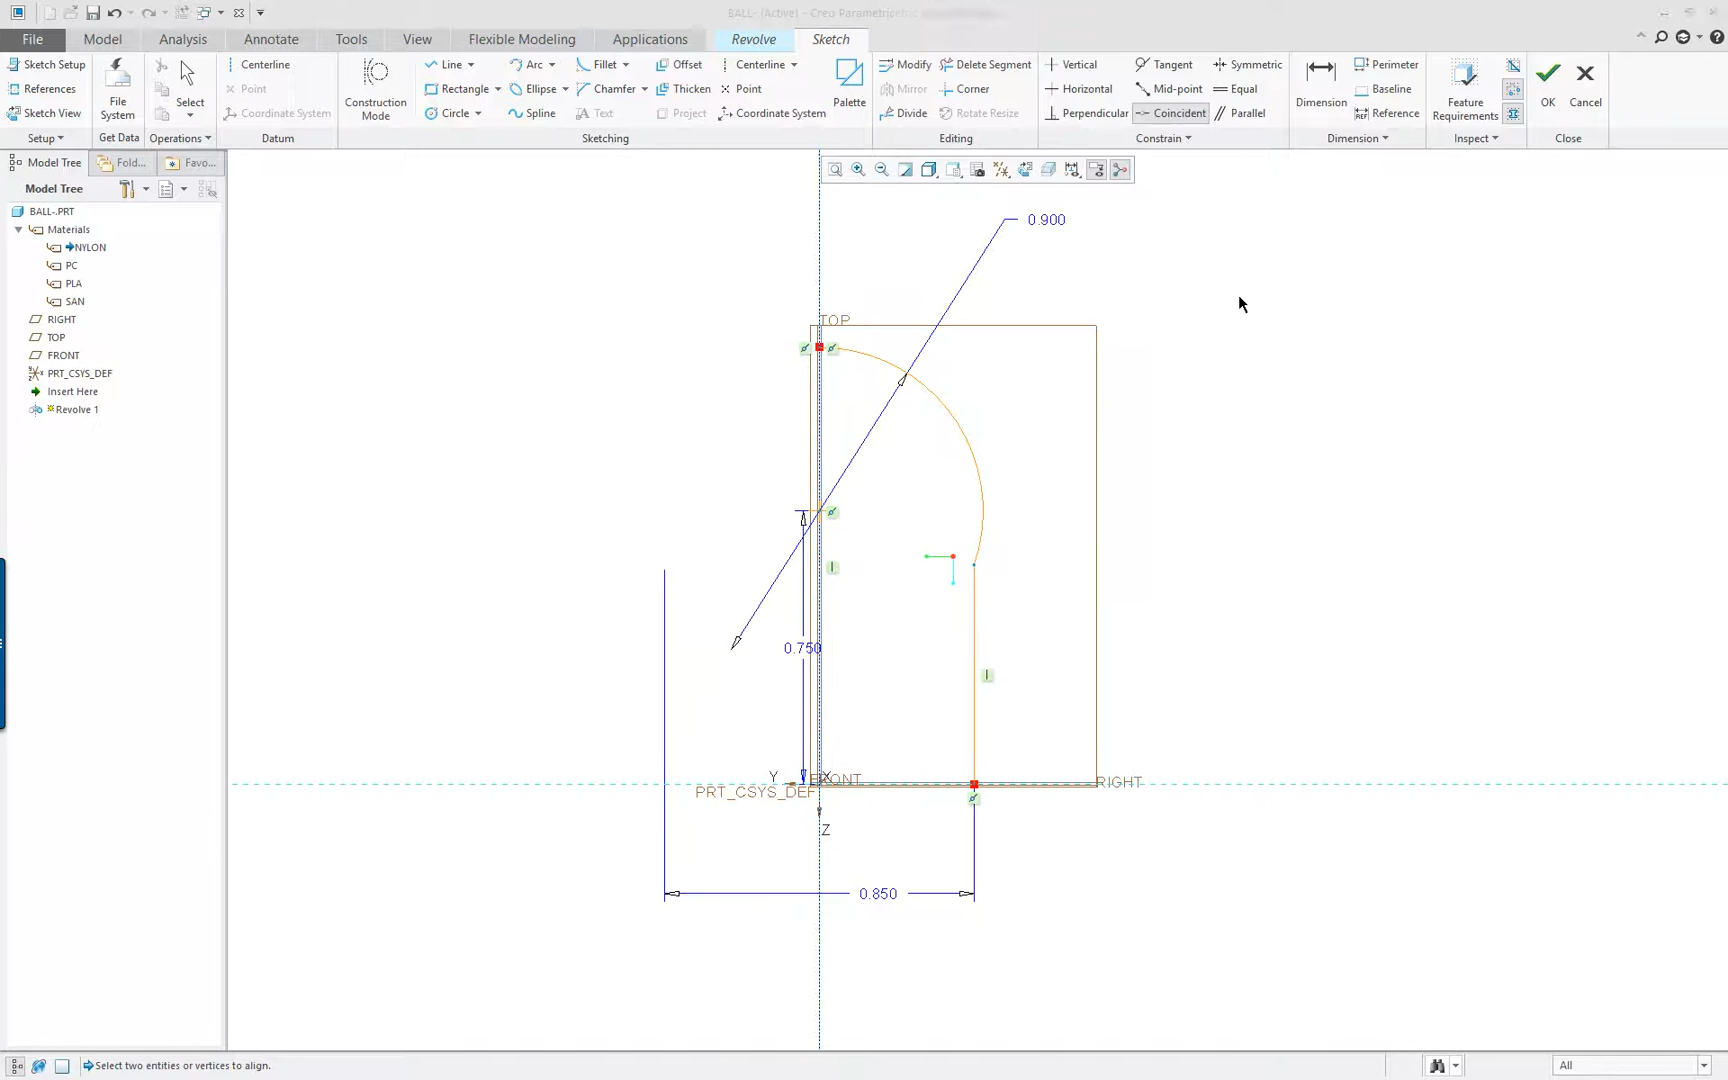 BALL- (Active) - Creo Parametric
File Model Analysis Annotate Tools View Flexible Modeling Applications Revolve Sketch
Sketch Setup
References
Sketch View
Setup
File System
Get Data
Select
Operations
Centerline
Point
Coordinate System
Datum
Construction Mode
Line Arc Fillet Offset Centerline
Rectangle Ellipse Chamfer Thicken Point
Circle Spline Text Project Coordinate System
Palette
Sketching
Modify Delete Segment
Mirror Corner
Divide Rotate Resize
Editing
Vertical Tangent Symmetric
Horizontal Mid-point Equal
Perpendicular Coincident Parallel
Constrain
Dimension
Perimeter
Baseline
Reference
REF
Dimension
Feature Requirements
Inspect
OK
Cancel
Close
Model Tree Fold... Favo...
Model Tree
BALL-.PRT
Materials
NYLON
PC
PLA
SAN
RIGHT
TOP
FRONT
PRT_CSYS_DEF
Insert Here
Revolve 1
0.900
TOP
0.750
Y X FRONT RIGHT
PRT_CSYS_DEF
Z
0.850
Select two entities or vertices to align.
All